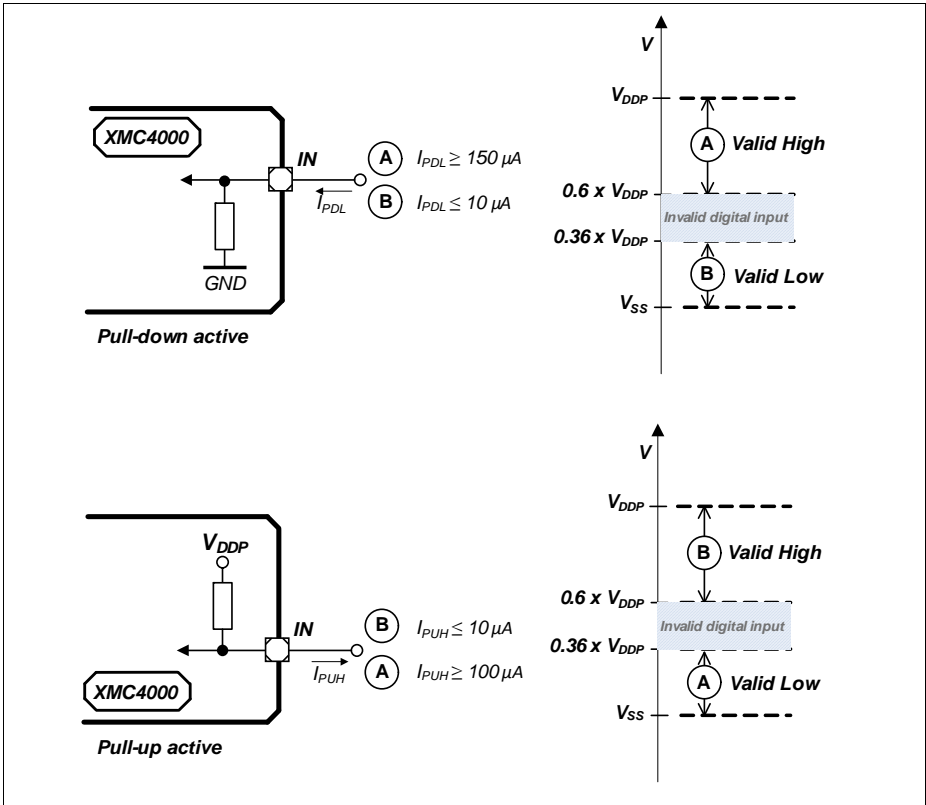 V
V_DDP
XMC4000
IN
A I_PDL ≥ 150 μA
A Valid High
I_PDL
B I_PDL ≤ 10 μA
0.6 x V_DDP
Invalid digital input
0.36 x V_DDP
GND
B Valid Low
V_SS
Pull-down active
V
V_DDP
V_DDP
B Valid High
0.6 x V_DDP
IN
B I_PUH ≤ 10 μA
Invalid digital input
0.36 x V_DDP
I_PUH
A I_PUH ≥ 100 μA
XMC4000
A Valid Low
V_SS
Pull-up active